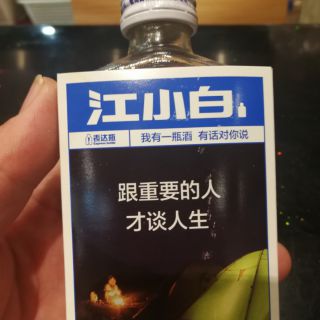 江小白
表达瓶
我有一瓶酒 有话对你说
跟重要的人
才谈人生